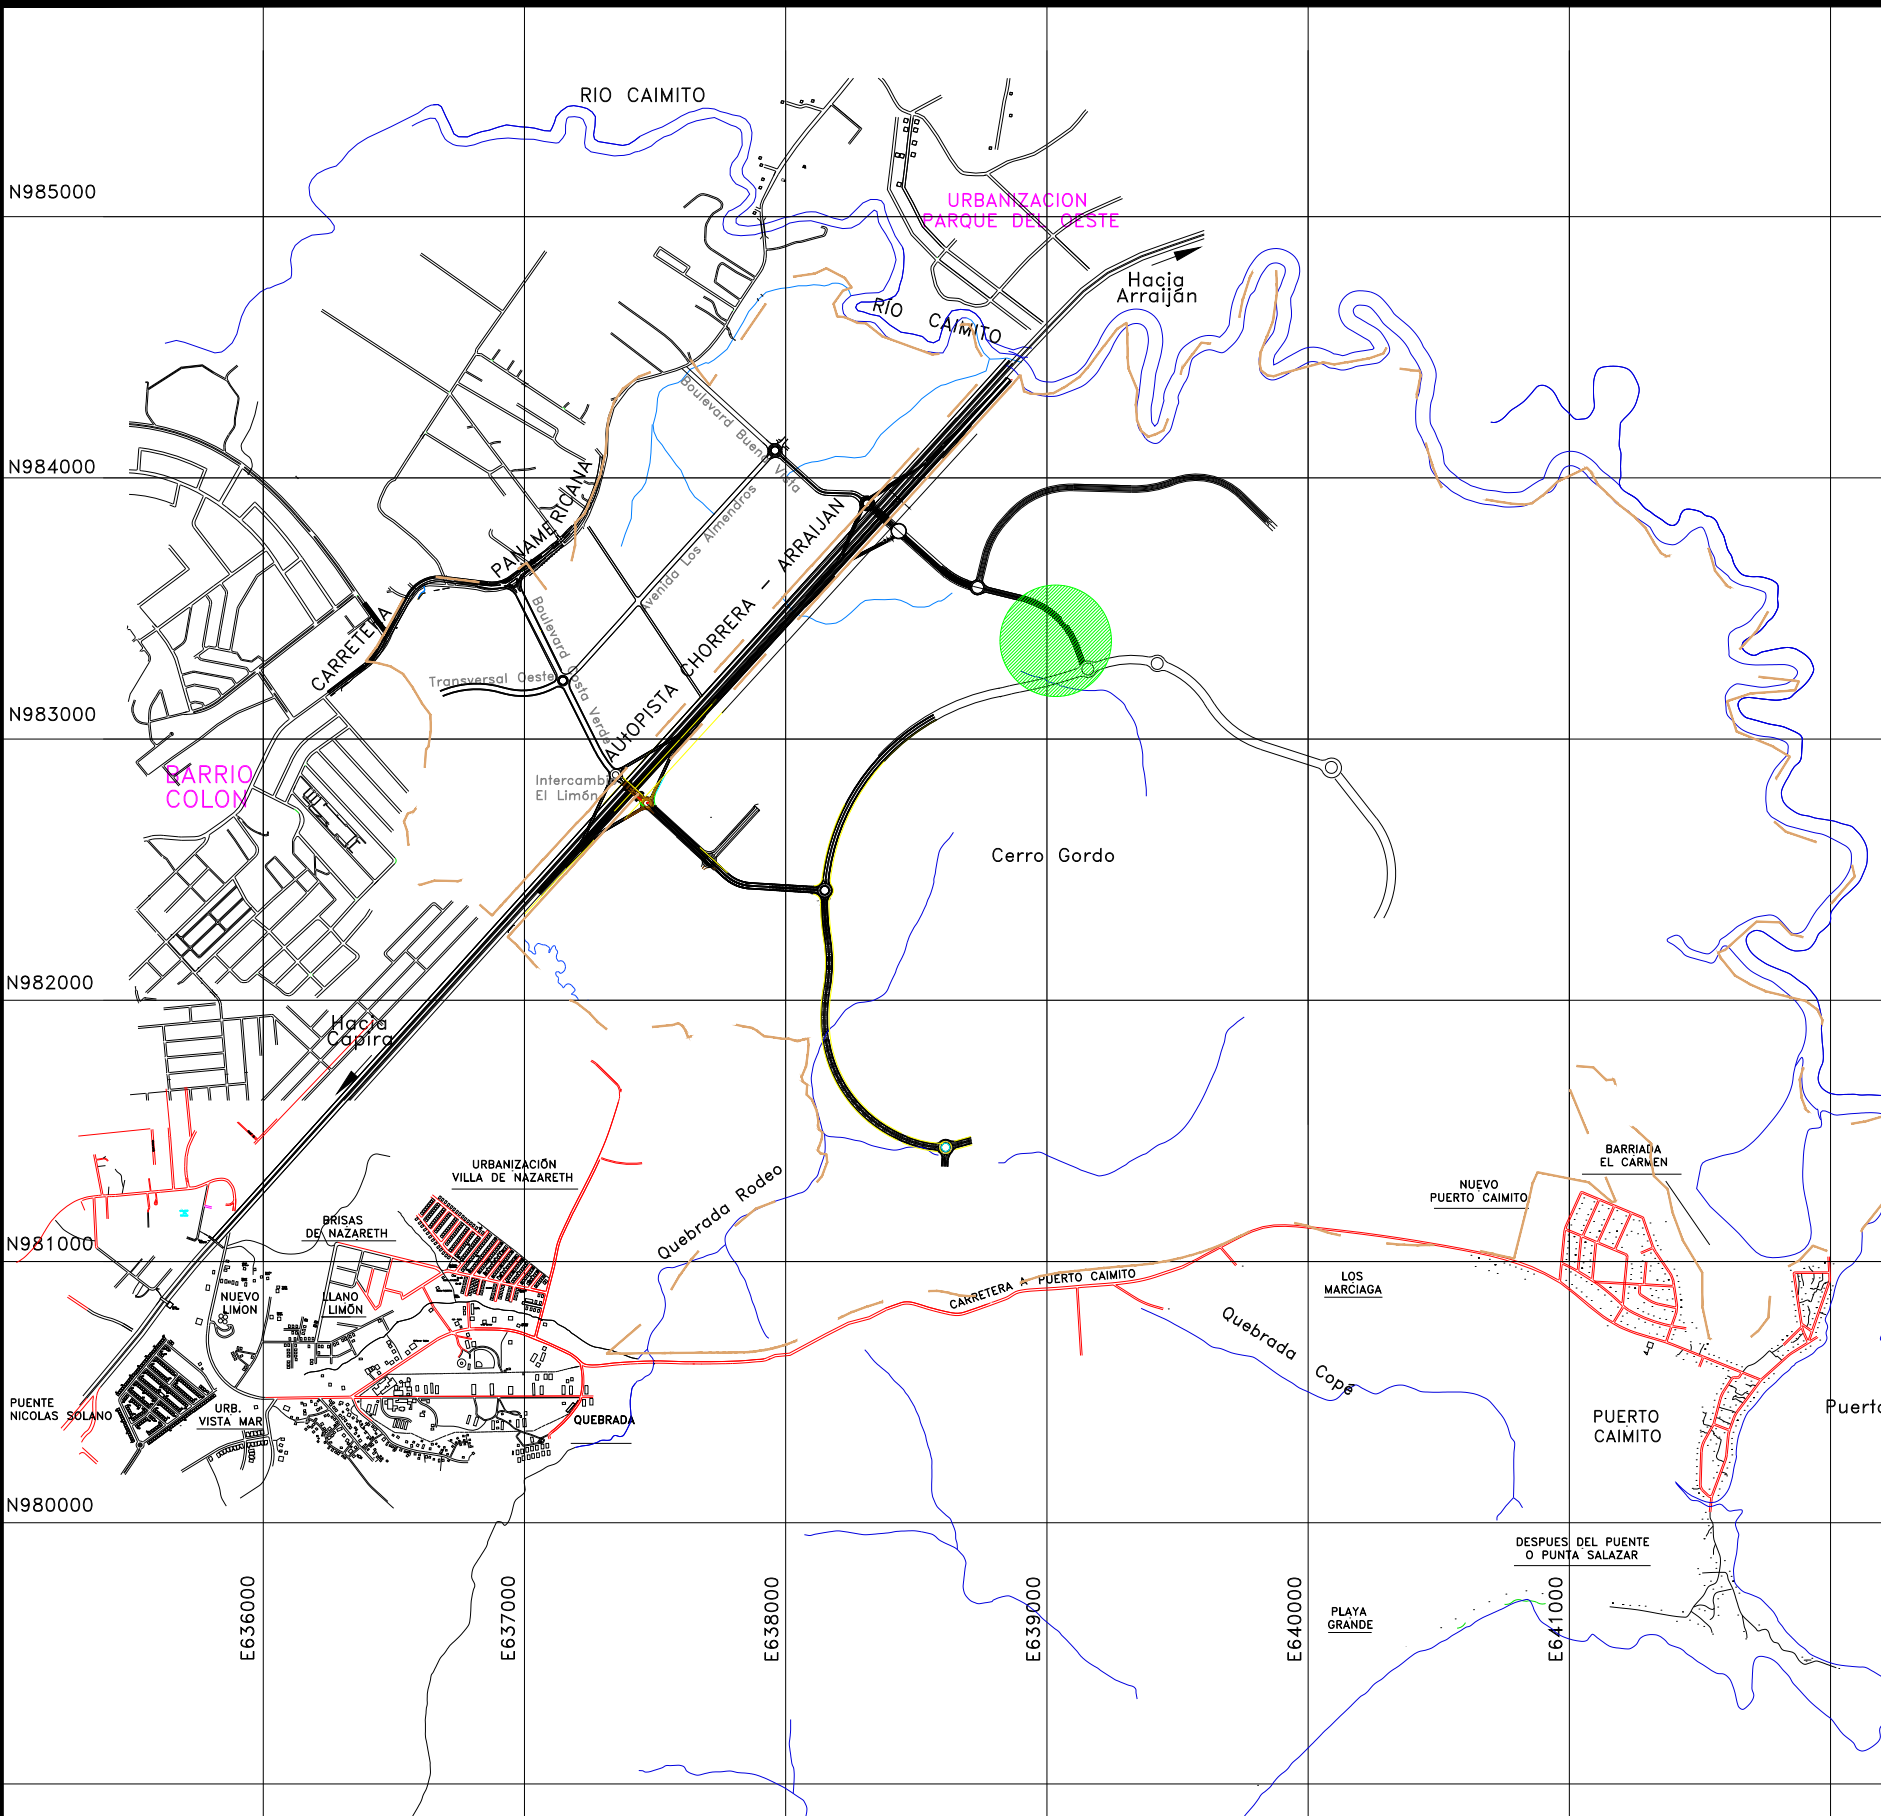 RIO CAIMITO
N985000
URBANIZACION
PARQUE DEL OESTE
Hacia
Arraiján
RIO CAIMITO
Boulevard Buena Vista
N984000
CARRETERA PANAMERICANA
Avenida Los Almendros
AUTOPISTA CHORRERA - ARRAIJAN
Boulevard Costa Verde
Transversal Oeste
N983000
BARRIO
COLON
Intercambi
El Limón
Cerro Gordo
N982000
Hacia
Capira
BARRIADA
EL CARMEN
URBANIZACIÓN
VILLA DE NAZARETH
NUEVO
PUERTO CAIMITO
Quebrada Rodeo
BRISAS
DE NAZARETH
N981000
CARRETERA A PUERTO CAIMITO
LOS
MARCIAGA
NUEVO
LIMON
LLANO
LIMÓN
Quebrada Copé
PUENTE
NICOLAS SOLANO
URB.
VISTA MAR
QUEBRADA
PUERTO
CAIMITO
Puerto
N980000
DESPUES DEL PUENTE
O PUNTA SALAZAR
PLAYA
GRANDE
E636000
E637000
E638000
E639000
E640000
E641000